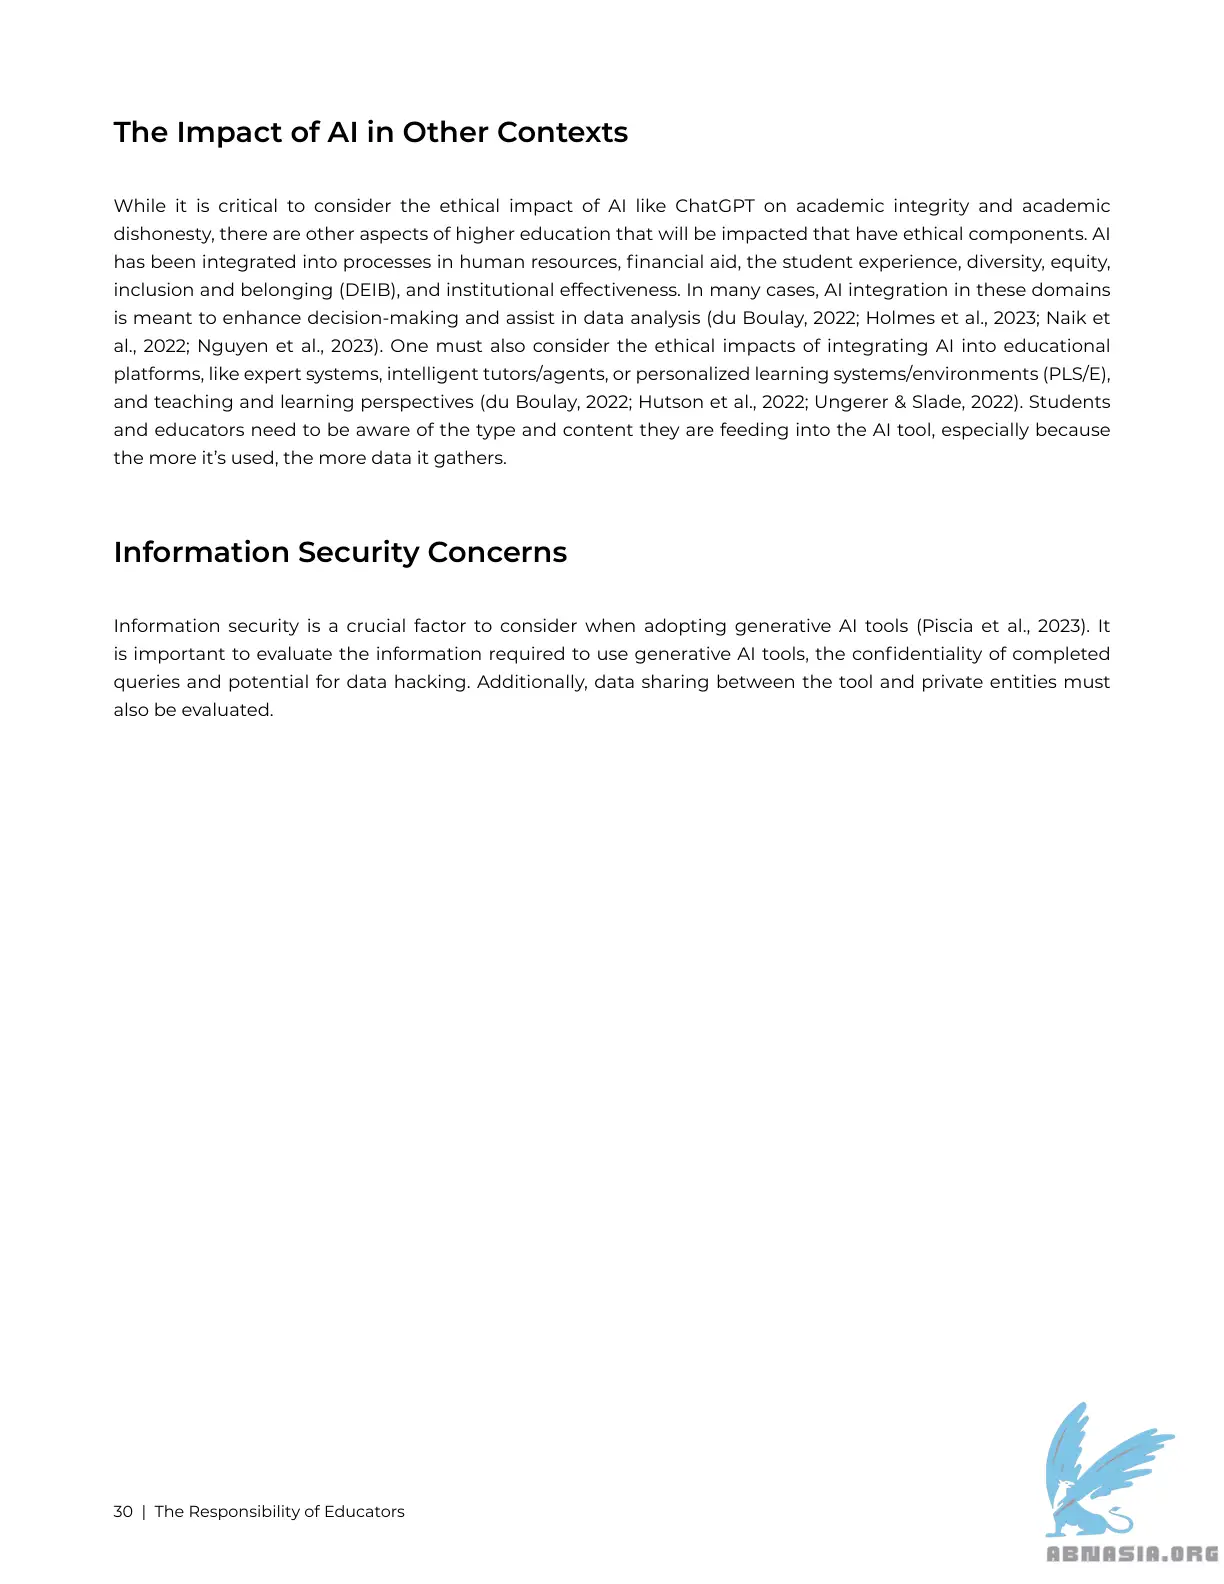 The Impact of AI in Other Contexts
While it is critical to consider the ethical impact of AI like ChatGPT on academic integrity and academic
dishonesty, there are other aspects of higher education that will be impacted that have ethical components. AI
has been integrated into processes in human resources, financial aid, the student experience, diversity, equity,
inclusion and belonging (DEIB), and institutional effectiveness. In many cases, AI integration in these domains
is meant to enhance decision-making and assist in data analysis (du Boulay, 2022; Holmes et al., 2023; Naik et
al., 2022; Nguyen et al., 2023). One must also consider the ethical impacts of integrating AI into educational
platforms, like expert systems, intelligent tutors/agents, or personalized learning systems/environments (PLS/E),
and teaching and learning perspectives (du Boulay, 2022; Hutson et al., 2022; Ungerer & Slade, 2022). Students
and educators need to be aware of the type and content they are feeding into the AI tool, especially because
the more it’s used, the more data it gathers.
Information Security Concerns
Information security is a crucial factor to consider when adopting generative AI tools (Piscia et al., 2023). It
is important to evaluate the information required to use generative AI tools, the confidentiality of completed
queries and potential for data hacking. Additionally, data sharing between the tool and private entities must
also be evaluated.
30 | The Responsibility of Educators
ABNASIA.ORG